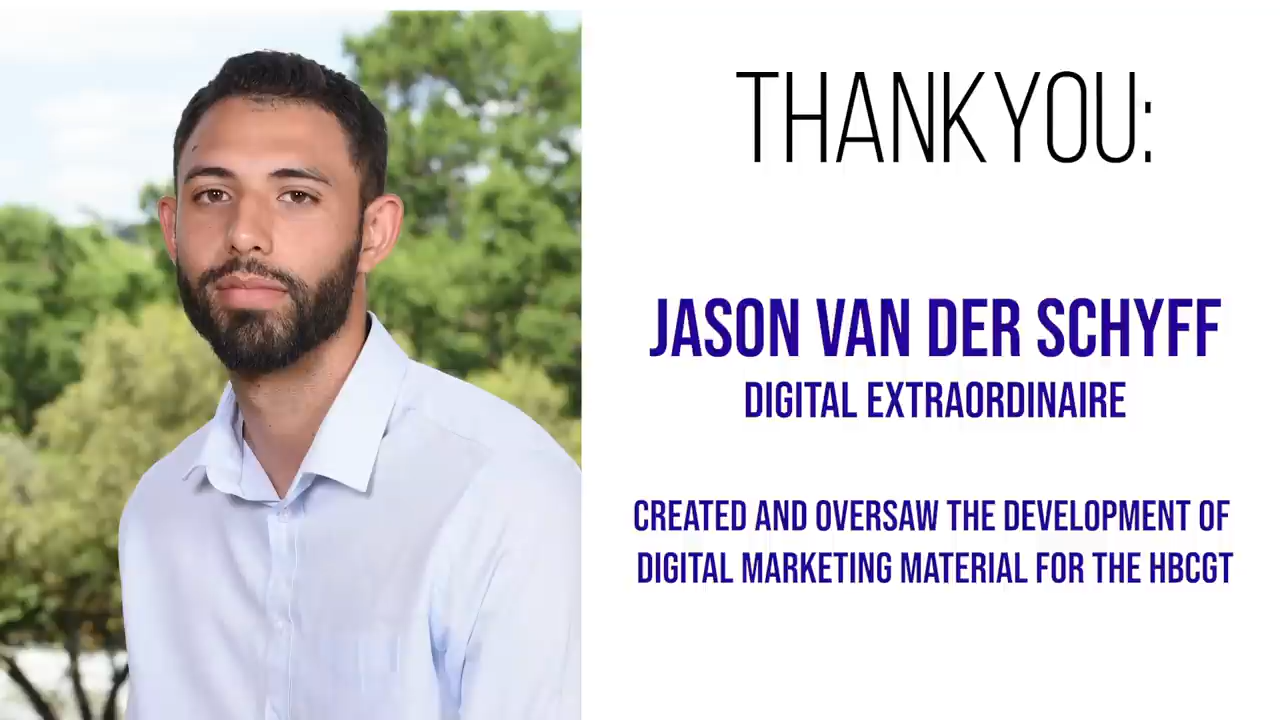 THANKYOU:
JASON VAN DER SCHYFF
DIGITAL EXTRAORDINAIRE
CREATED AND OVERSAW THE DEVELOPMENT OF
DIGITAL MARKETING MATERIAL FOR THE HBCGT